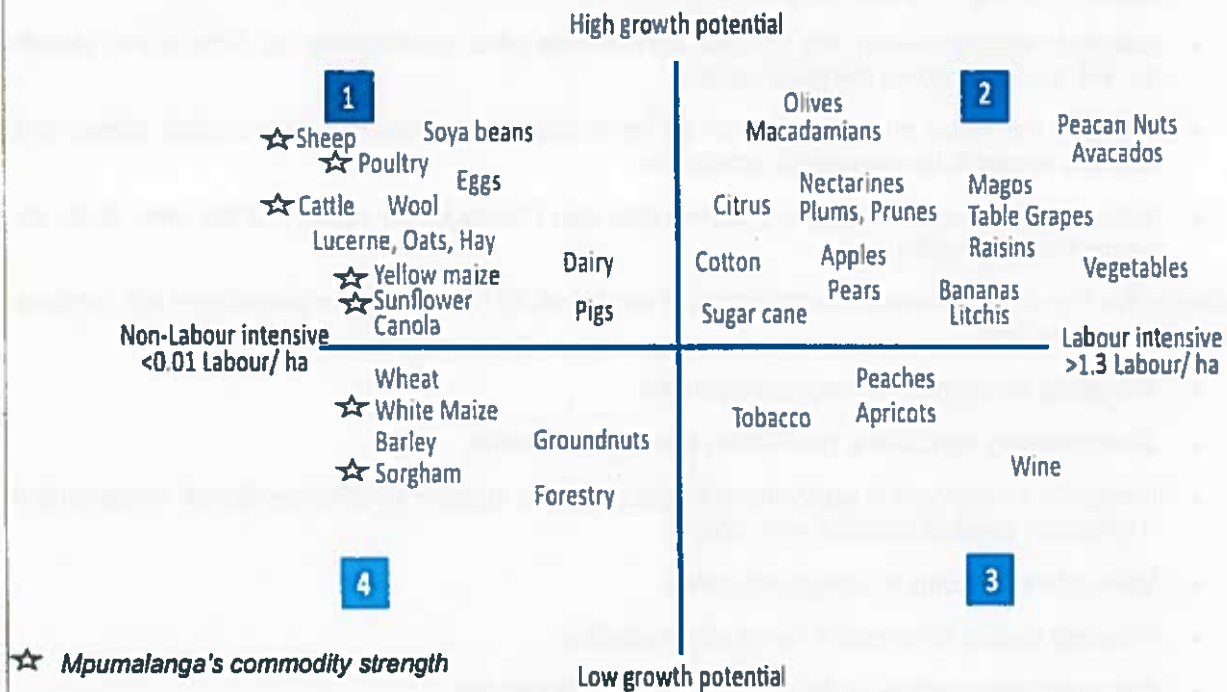 High growth potential
1
Sheep
Soya beans
Poultry
Eggs
Cattle
Wool
Lucerne, Oats, Hay
Yellow maize
Sunflower
Canola
Dairy
Pigs
2
Olives
Macadamians
Peacan Nuts
Avacados
Nectarines
Plums, Prunes
Citrus
Magos
Table Grapes
Raisins
Cotton
Apples
Pears
Vegetables
Bananas
Litchis
Sugar cane
Non-Labour intensive
<0.01 Labour/ ha
Labour intensive
>1.3 Labour/ ha
Wheat
White Maize
Barley
Sorgham
Groundnuts
Forestry
4
Peaches
Apricots
Tobacco
Wine
3
Mpumalanga's commodity strength
Low growth potential